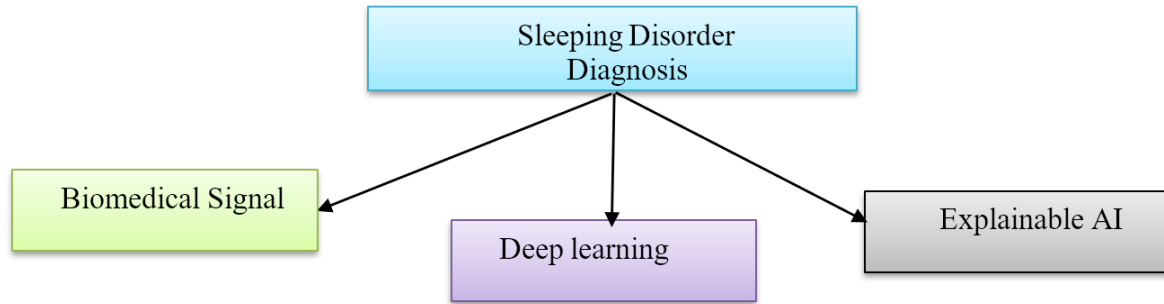 Sleeping Disorder
Diagnosis
Biomedical Signal
Deep learning
Explainable AI